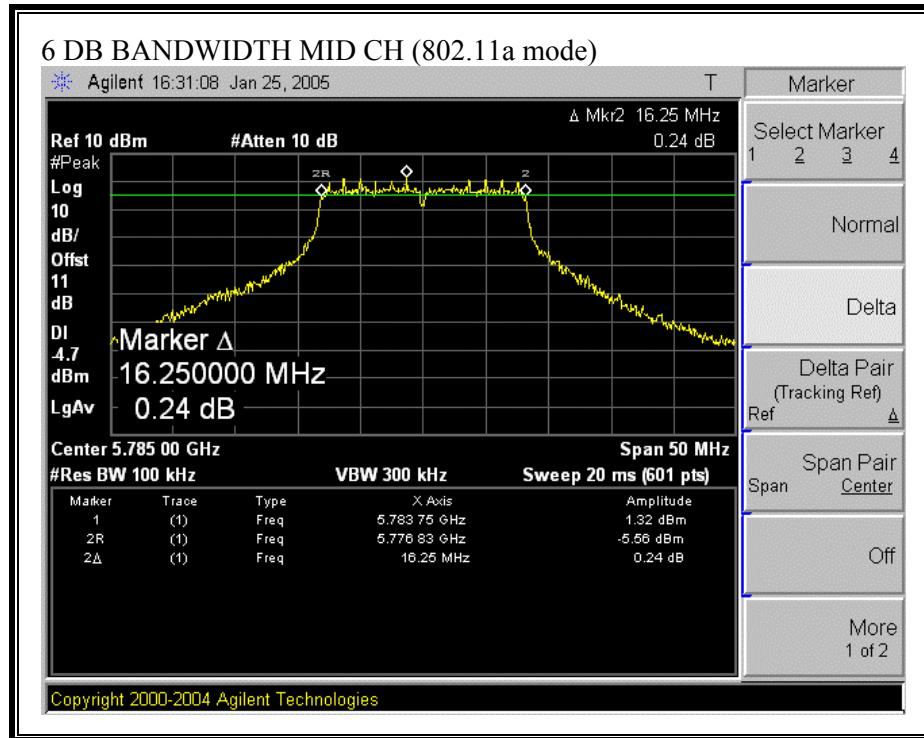 6 DB BANDWIDTH MID CH (802.11a mode)
Agilent 16:31:08 Jan 25, 2005 T
Δ Mkr2 16.25 MHz
Ref 10 dBm #Atten 10 dB 0.24 dB
#Peak
Log
10
dB/
Offst
11
dB
DI
-4.7
dBm
LgAv
2R 2
Marker Δ
16.250000 MHz
0.24 dB
Center 5.785 00 GHz Span 50 MHz
#Res BW 100 kHz VBW 300 kHz Sweep 20 ms (601 pts)
Marker Trace Type X Axis Amplitude
1 (1) Freq 5.783 75 GHz 1.32 dBm
2R (1) Freq 5.776 83 GHz -5.56 dBm
2Δ (1) Freq 16.25 MHz 0.24 dB
Marker
Select Marker
1 2 3 4
Normal
Delta
Delta Pair
(Tracking Ref)
Ref Δ
Span Pair
Span Center
Off
More
1 of 2
Copyright 2000-2004 Agilent Technologies